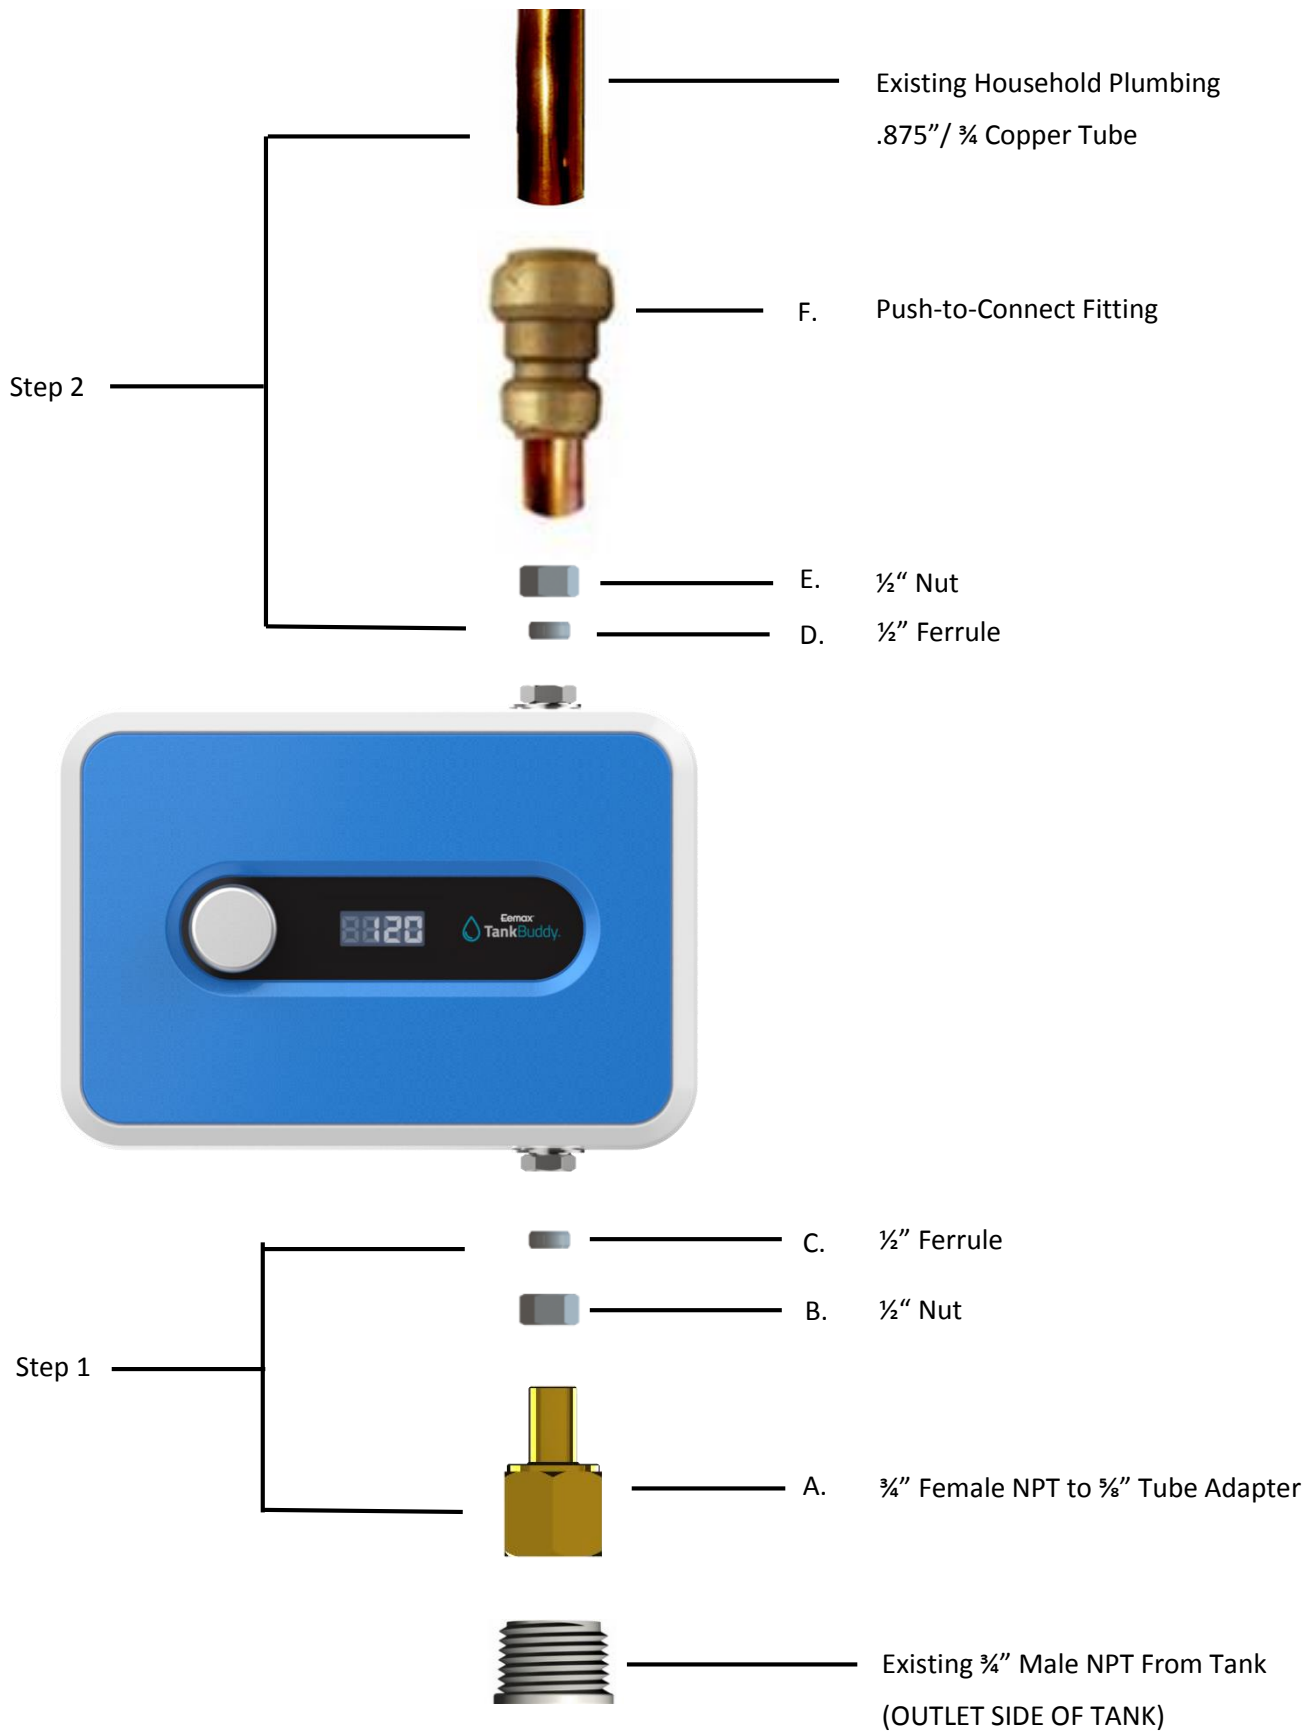 Existing Household Plumbing
.875”/ ¾ Copper Tube
F. Push-to-Connect Fitting
Step 2
E. ½“ Nut
D. ½” Ferrule
120 Eemax
TankBuddy.
C. ½” Ferrule
B. ½“ Nut
Step 1
A. ¾” Female NPT to ⅝” Tube Adapter
Existing ¾” Male NPT From Tank
(OUTLET SIDE OF TANK)